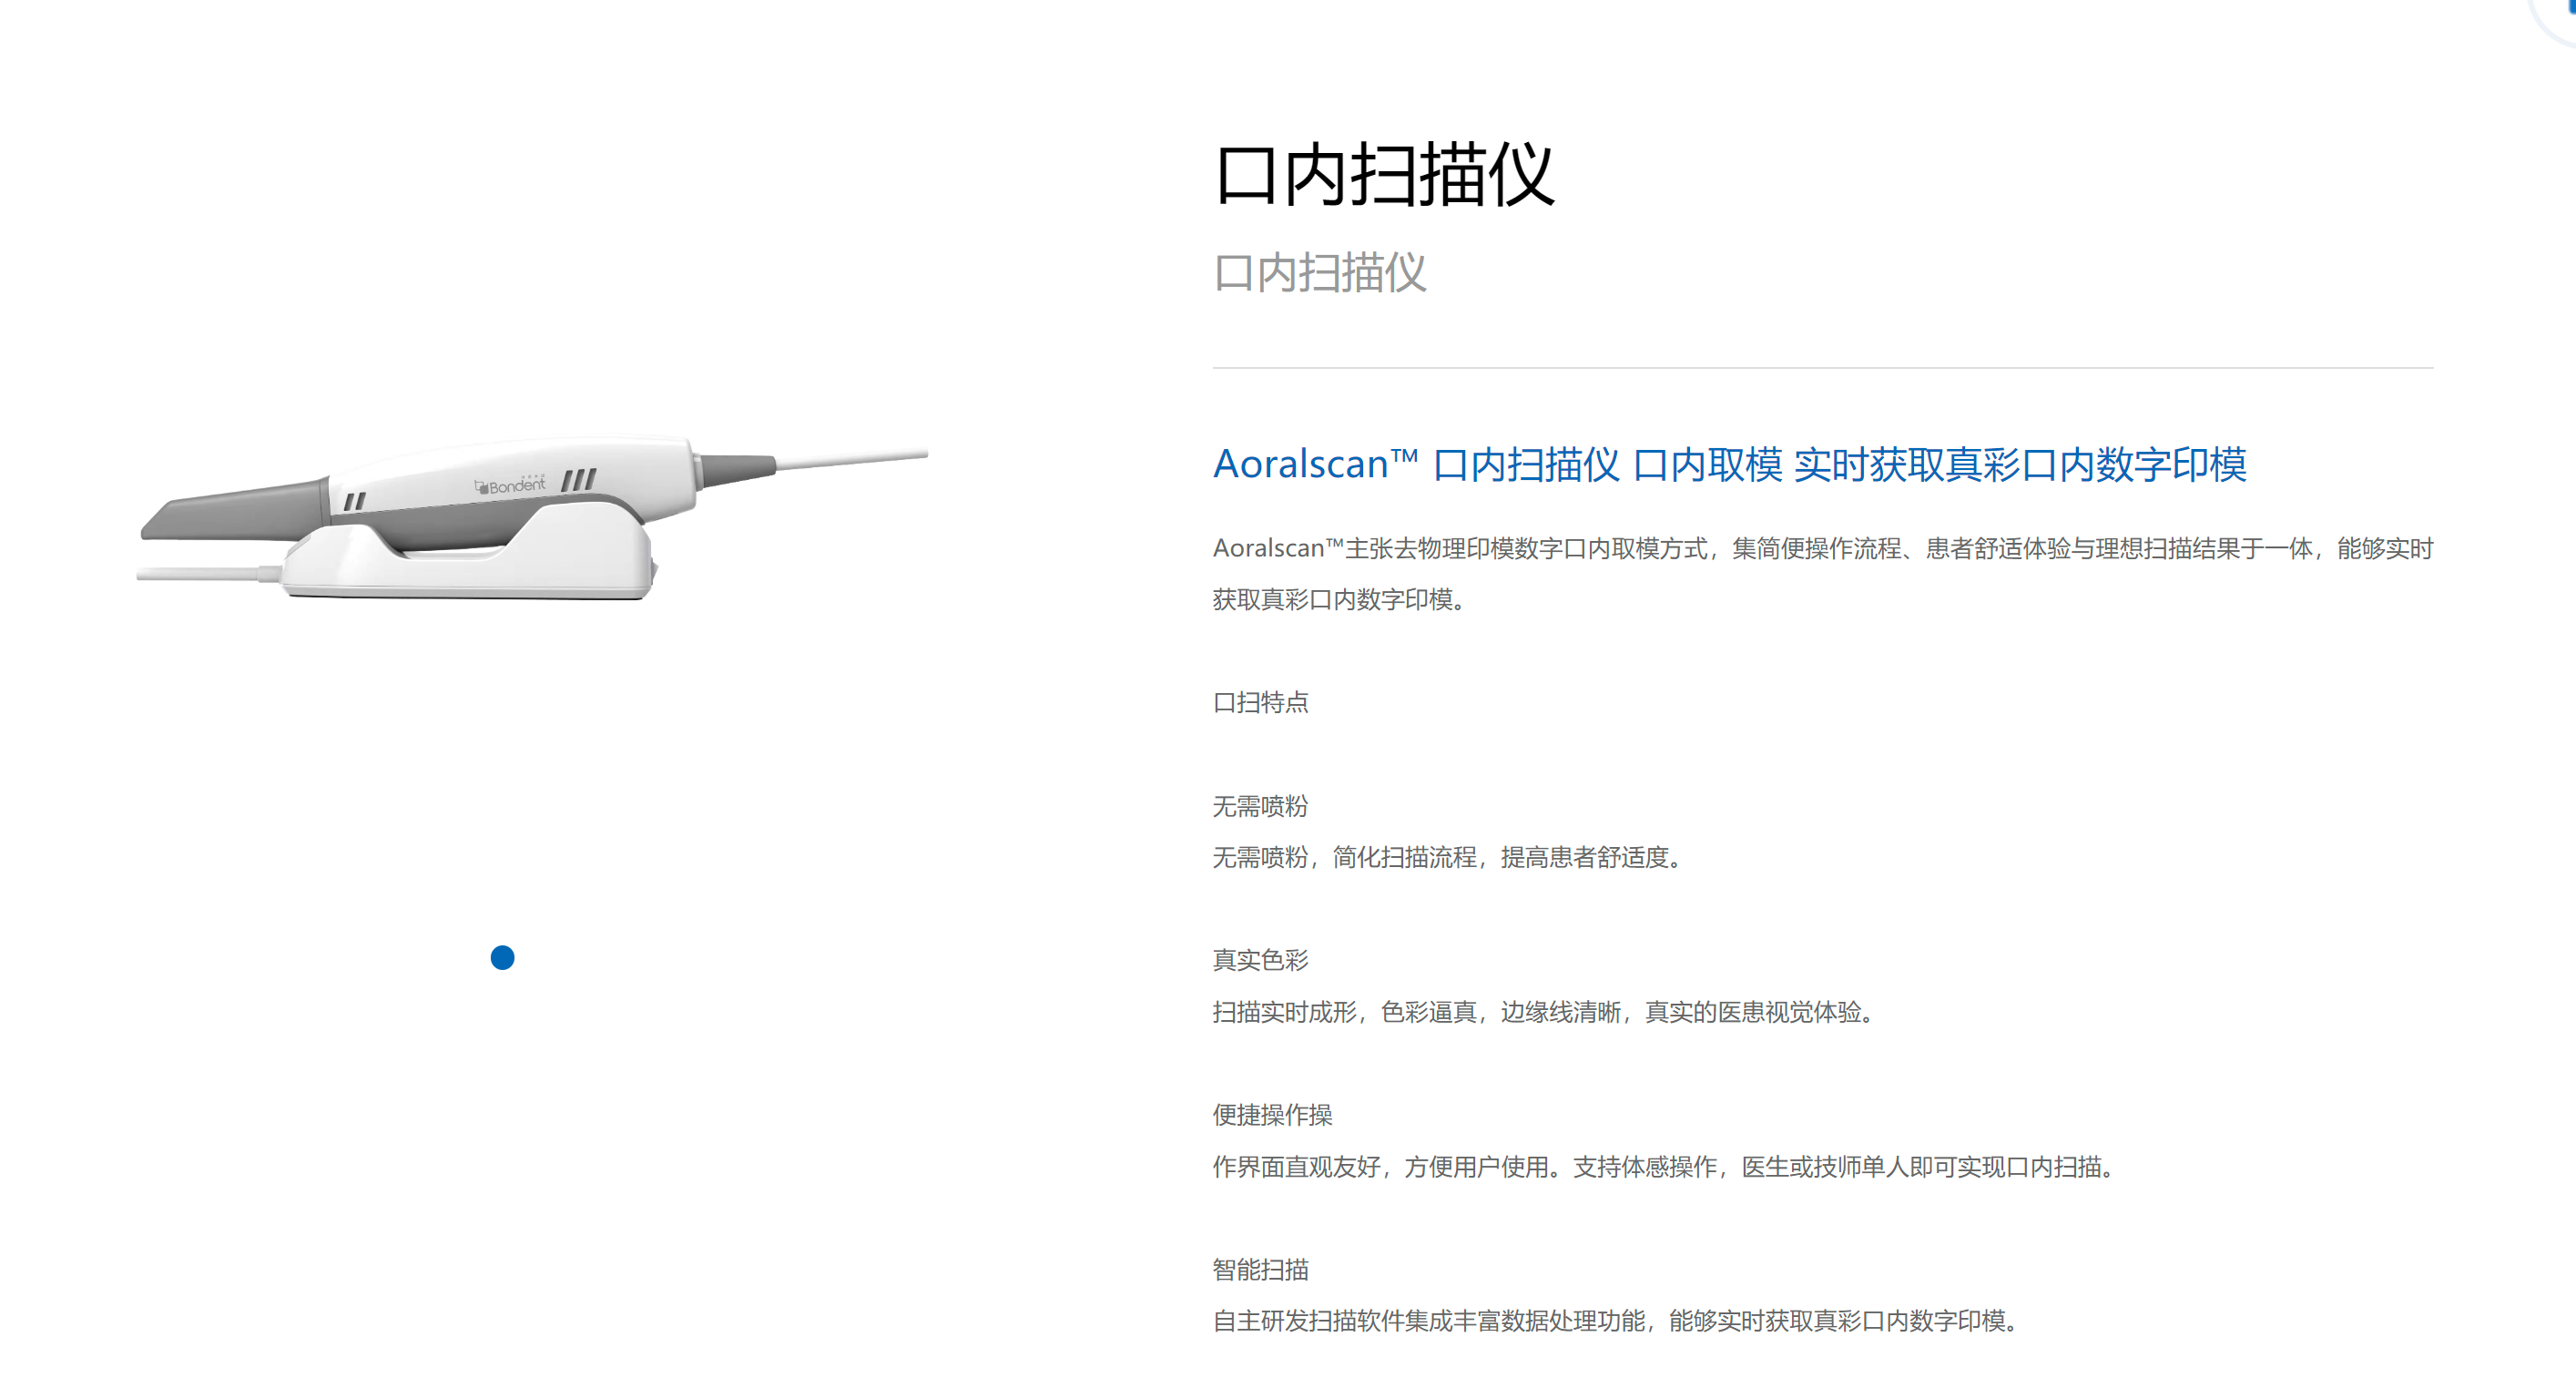 口内扫描仪
口内扫描仪
Aoralscan™ 口内扫描仪 口内取模 实时获取真彩口内数字印模
Aoralscan™主张去物理印模数字口内取模方式，集简便操作流程、患者舒适体验与理想扫描结果于一体，能够实时
获取真彩口内数字印模。
口扫特点
无需喷粉
无需喷粉，简化扫描流程，提高患者舒适度。
真实色彩
扫描实时成形，色彩逼真，边缘线清晰，真实的医患视觉体验。
便捷操作操
作界面直观友好，方便用户使用。支持体感操作，医生或技师单人即可实现口内扫描。
智能扫描
自主研发扫描软件集成丰富数据处理功能，能够实时获取真彩口内数字印模。
Bondent